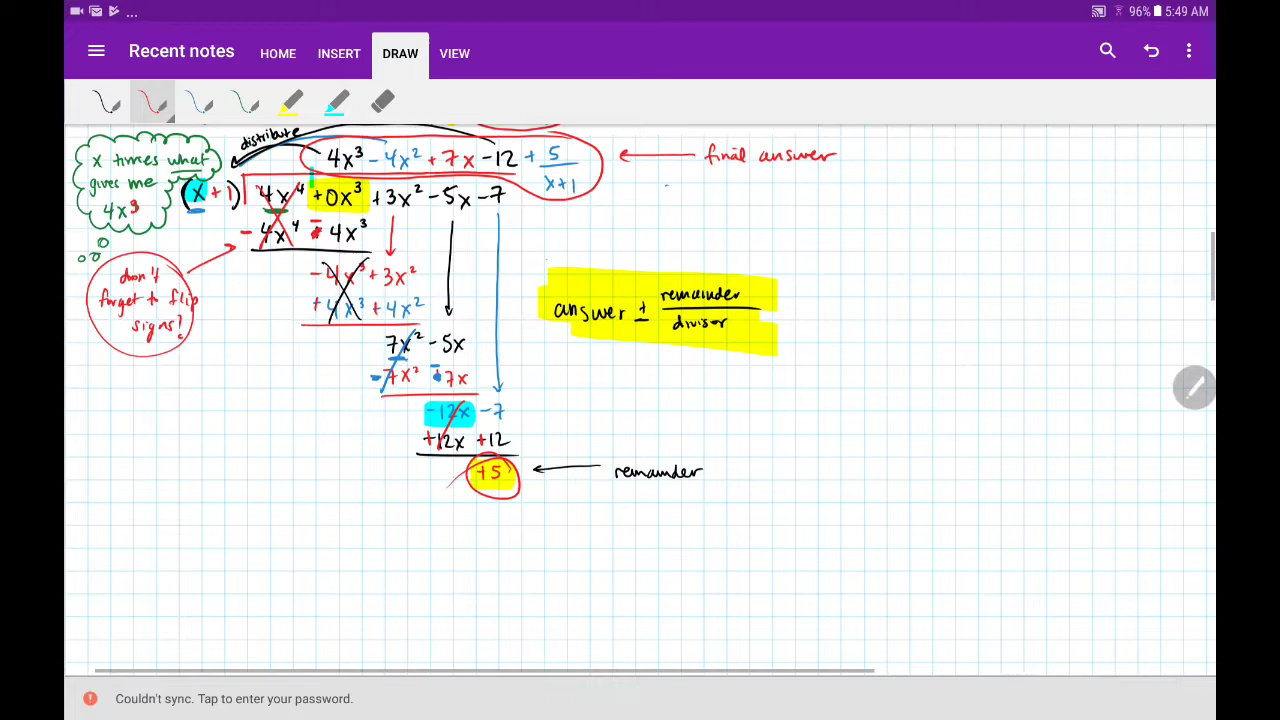 ... 96% 5:49 AM
Recent notes HOME INSERT DRAW VIEW
distribute
x times what
gives me
4x³
4x³ - 4x² + 7x - 12 + 5/(x+1)
final answer
(x + 1) 4x⁴ + 0x³ + 3x² - 5x - 7
- 4x⁴ - 4x³
don't
forget to flip
signs!
-4x³ + 3x²
+ 4x³ + 4x²
answer ± remainder/divisor
7x² - 5x
- 7x² - 7x
-12x - 7
+12x + 12
+5
remainder
Couldn't sync. Tap to enter your password.